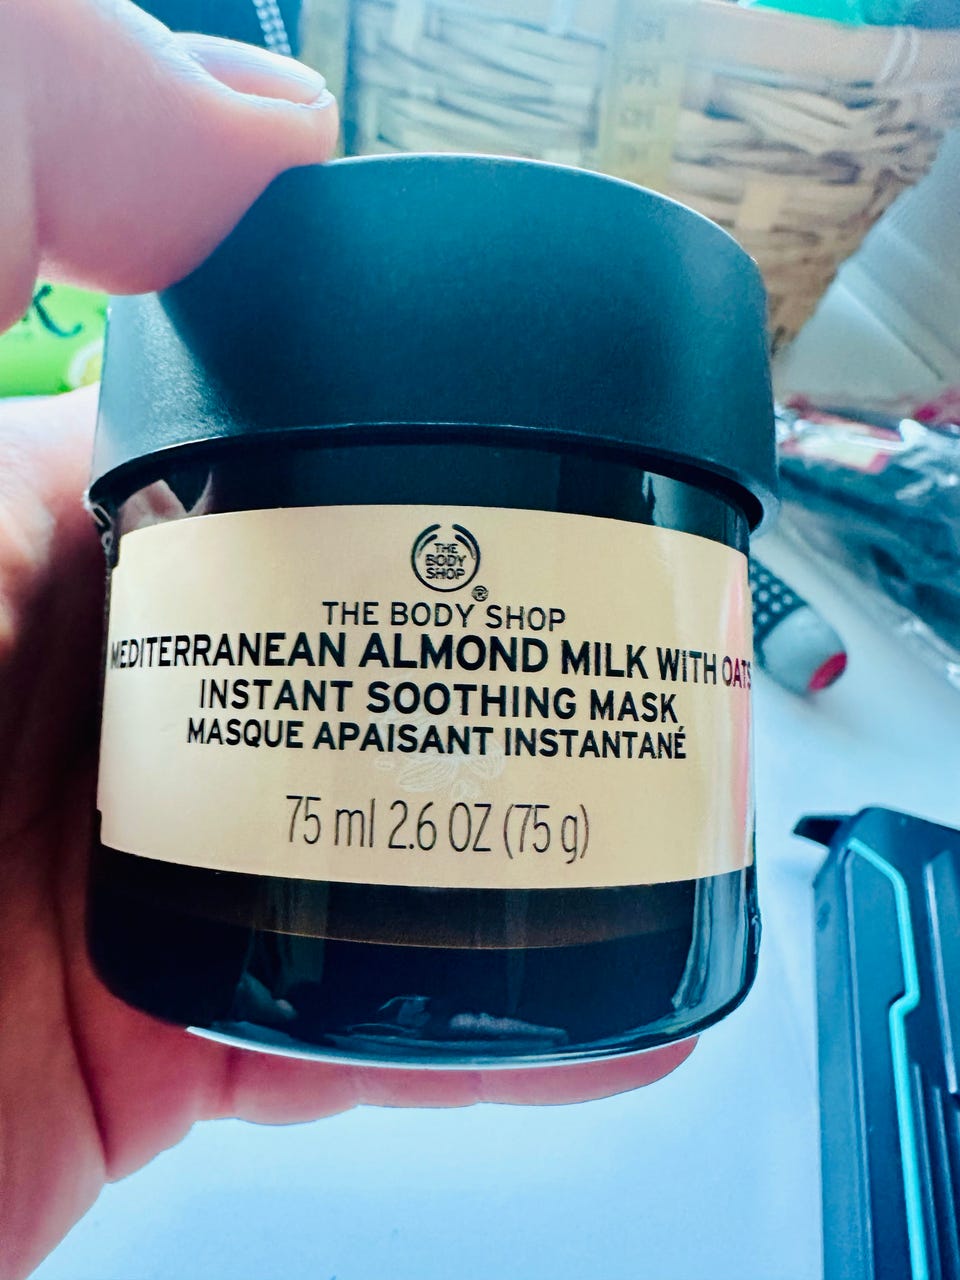 THE
BODY
SHOP
®
THE BODY SHOP
MEDITERRANEAN ALMOND MILK WITH OATS
INSTANT SOOTHING MASK
MASQUE APAISANT INSTANTANÉ
75 ml 2.6 OZ (75 g)